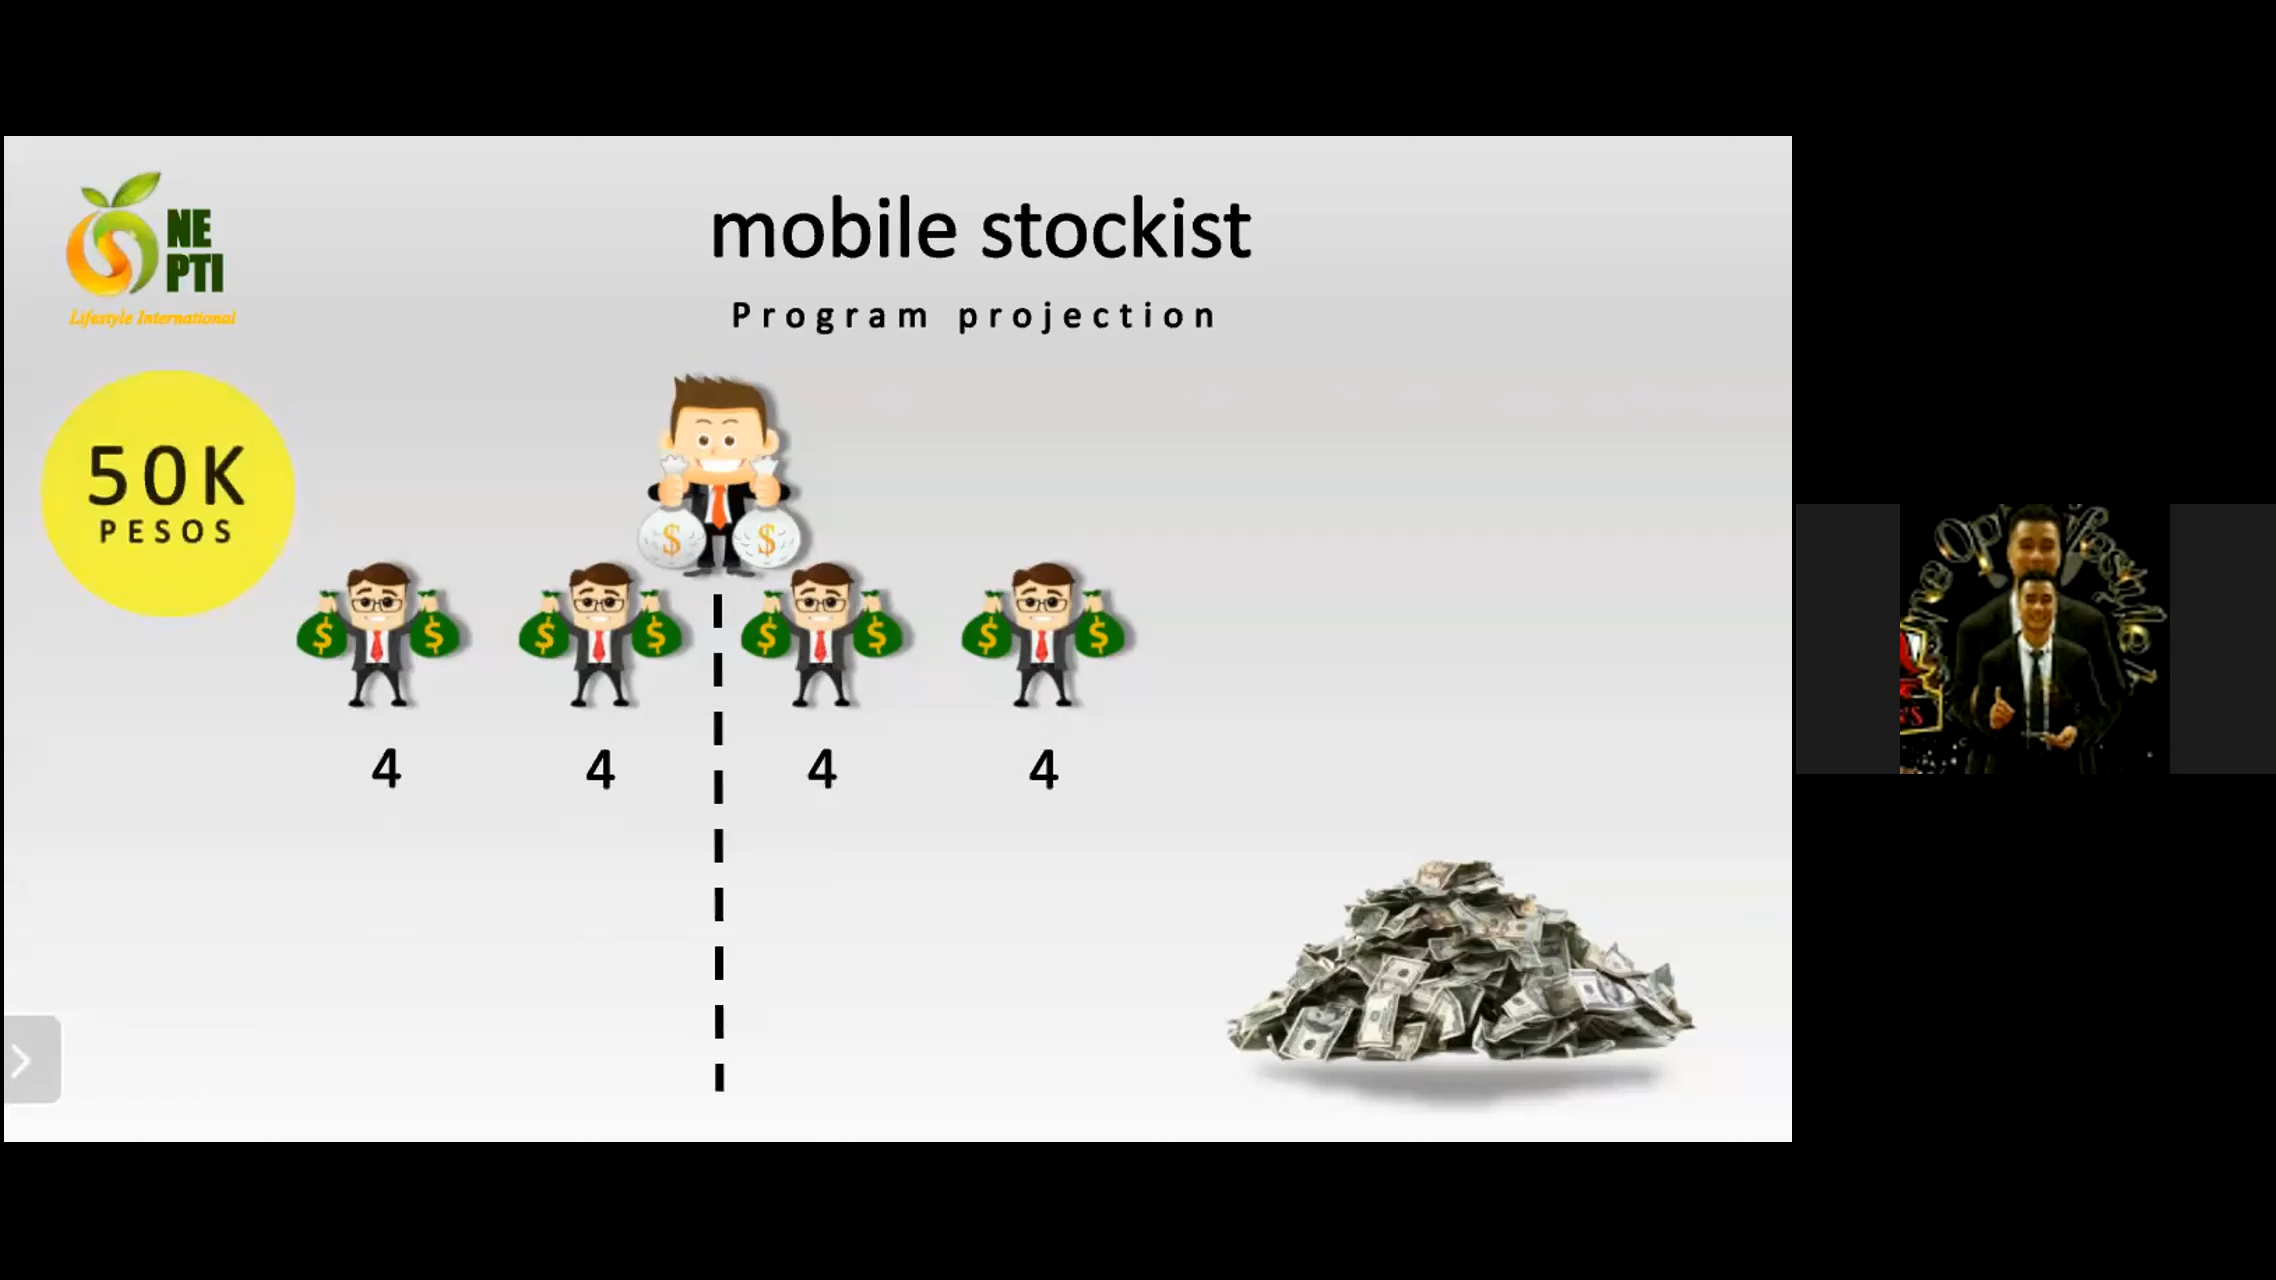 NE
PTI
Lifestyle International
mobile stockist
Program projection
50K
PESOS
$ $
$ $ $ $ $ $ $ $
4 4 4 4